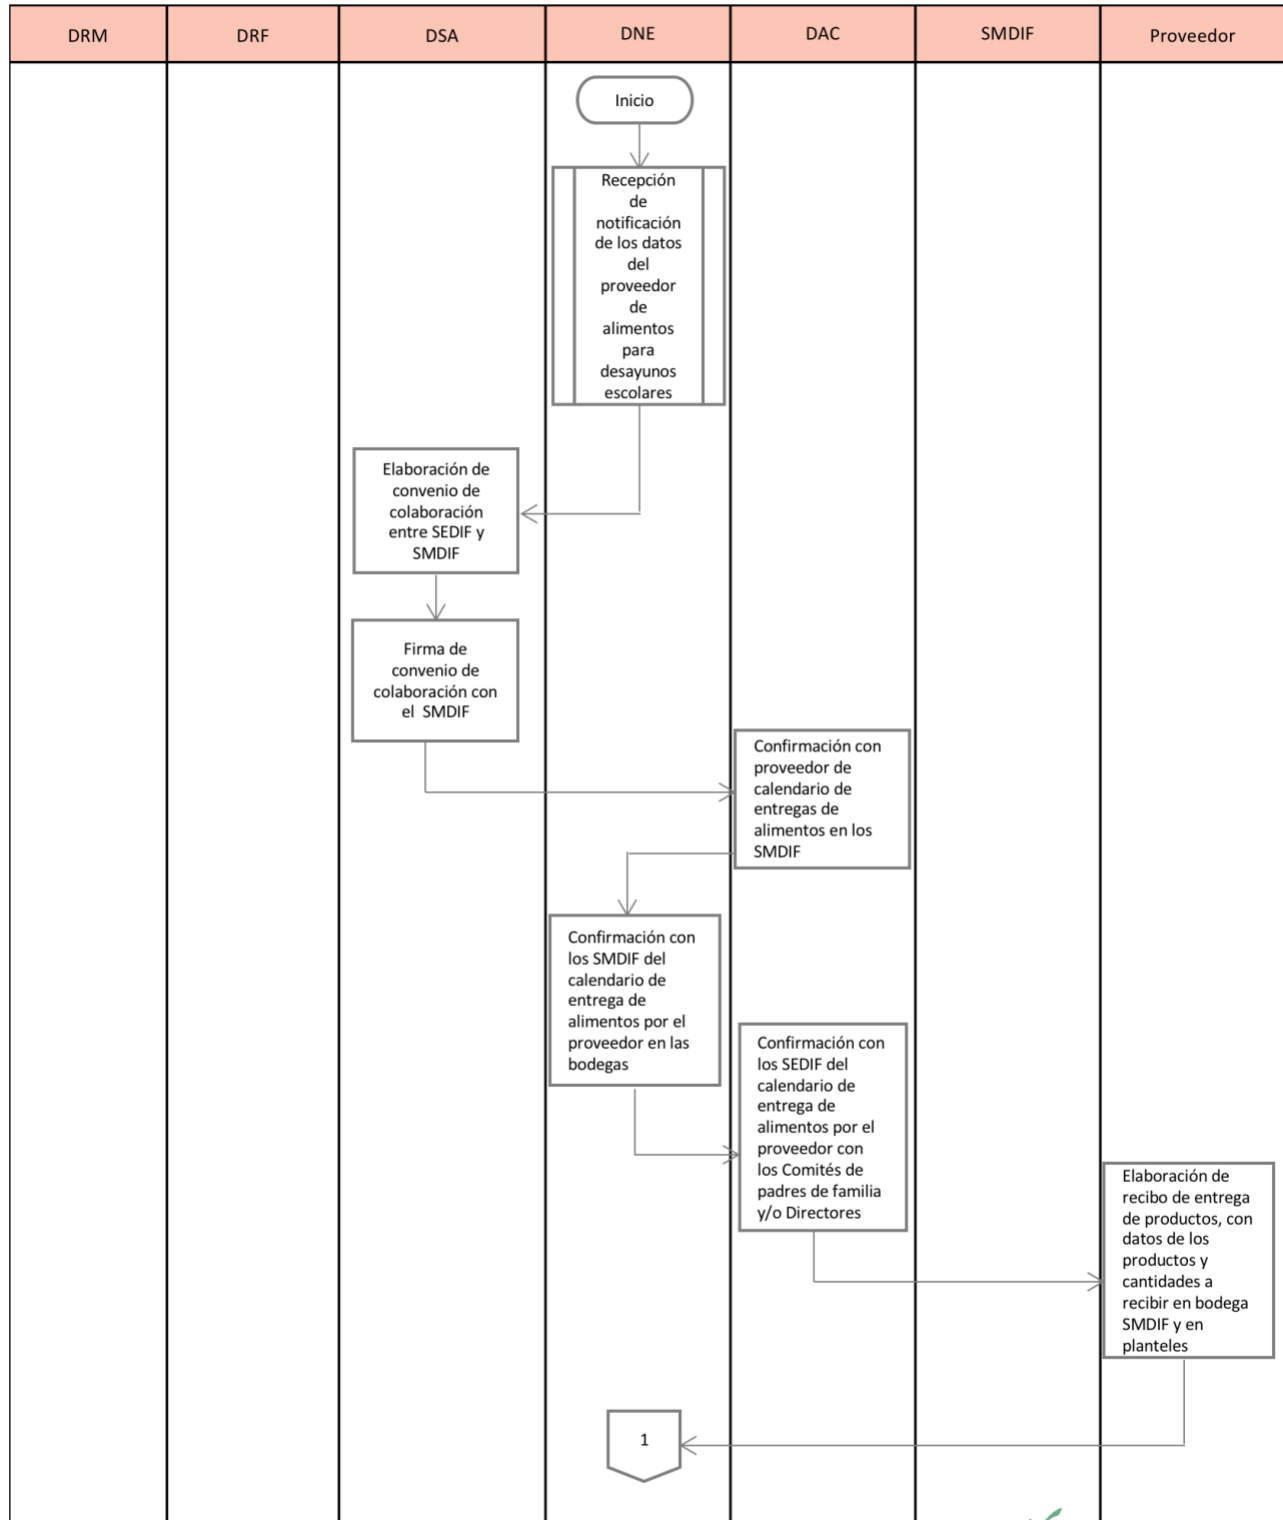 DRM
DRF
DSA
DNE
DAC
SMDIF
Proveedor
Inicio
Recepción
de
notificación
de los datos
del
proveedor
de
alimentos
para
desayunos
escolares
Elaboración de
convenio de
colaboración
entre SEDIF y
SMDIF
Firma de
convenio de
colaboración con
el SMDIF
Confirmación con
proveedor de
calendario de
entregas de
alimentos en los
SMDIF
Confirmación con
los SMDIF del
calendario de
entrega de
alimentos por el
proveedor en las
bodegas
Confirmación con
los SEDIF del
calendario de
entrega de
alimentos por el
proveedor con
los Comités de
padres de familia
y/o Directores
Elaboración de
recibo de entrega
de productos, con
datos de los
productos y
cantidades a
recibir en bodega
SMDIF y en
planteles
1